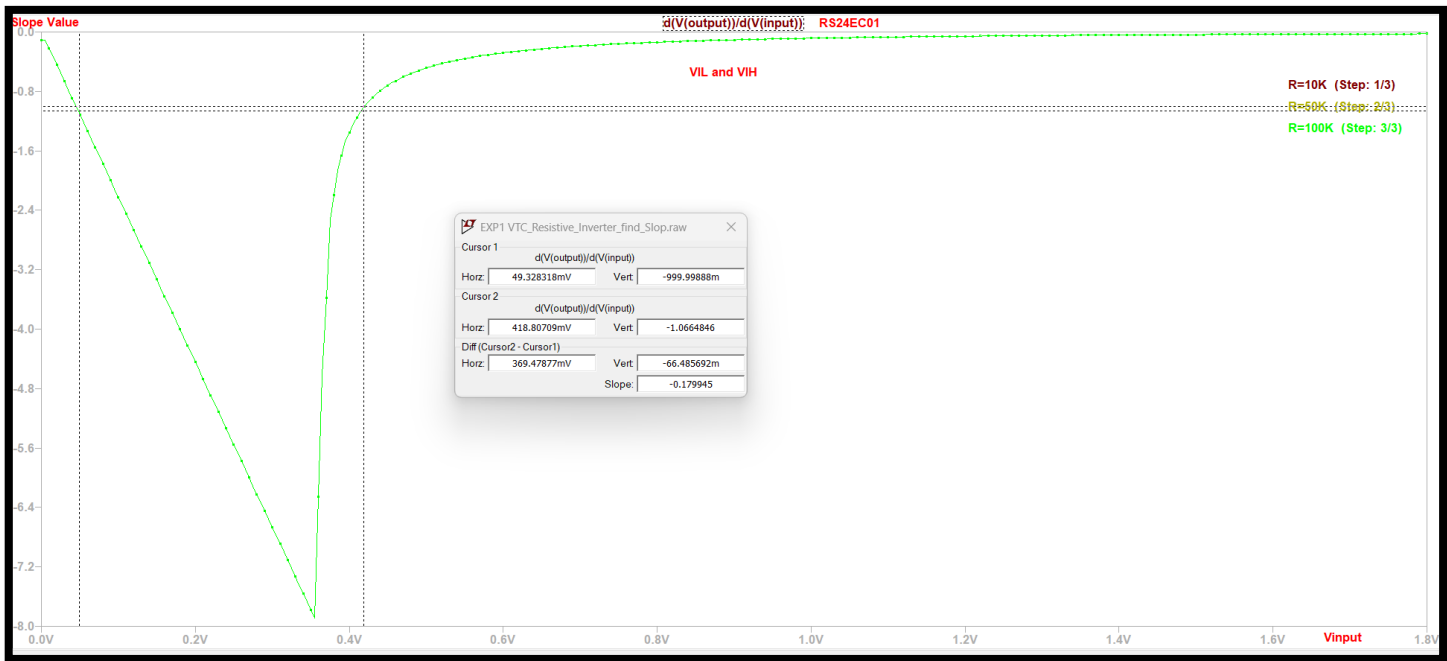 Slope Value
d(V(output))/d(V(input)) RS24EC01
0.0
-0.8
-1.6
-2.4
-3.2
-4.0
-4.8
-5.6
-6.4
-7.2
-8.0
VIL and VIH
R=10K (Step: 1/3)
R=50K (Step: 2/3)
R=100K (Step: 3/3)
EXP1 VTC_Resistive_Inverter_find_Slop.raw
Cursor 1
d(V(output))/d(V(input))
Horz: 49.328318mV Vert: -999.99888m
Cursor 2
d(V(output))/d(V(input))
Horz: 418.80709mV Vert: -1.0664846
Diff (Cursor2 - Cursor1)
Horz: 369.47877mV Vert: -66.485692m
Slope: -0.179945
0.0V 0.2V 0.4V 0.6V 0.8V 1.0V 1.2V 1.4V 1.6V Vinput 1.8V